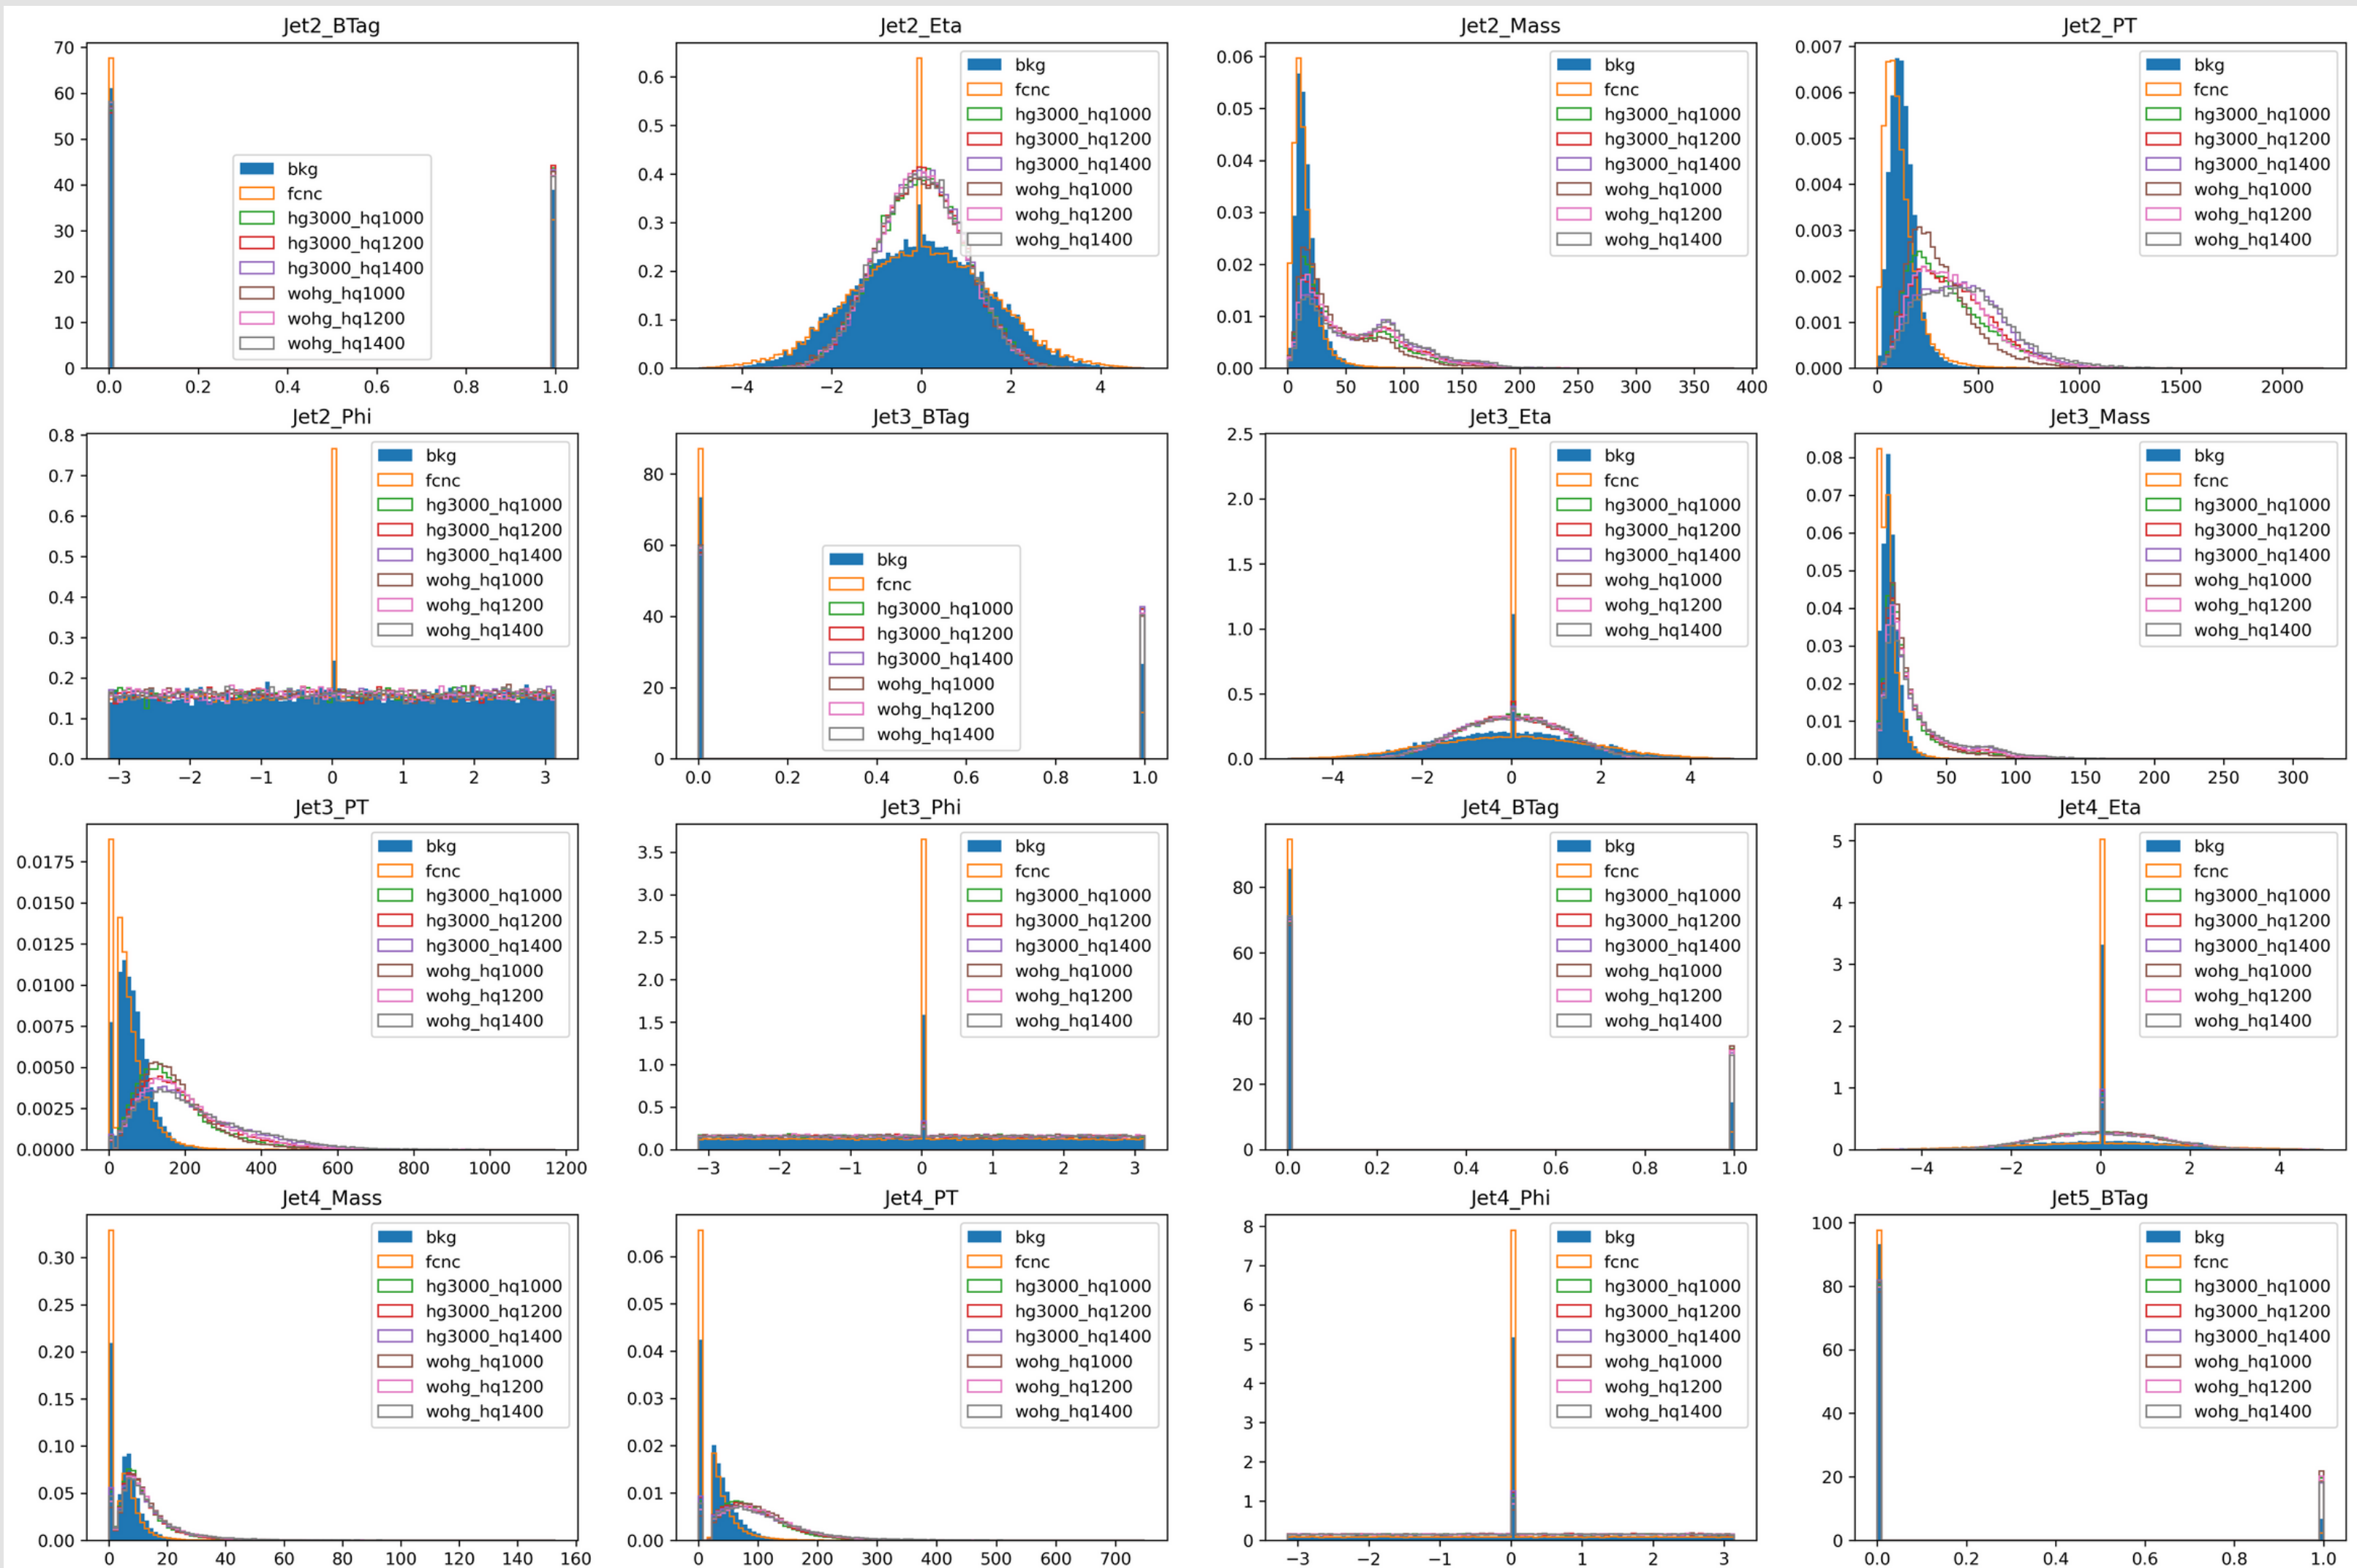 Jet2_BTag
70
60
50
40
30
20
10
0
bkg
fcnc
hg3000_hq1000
hg3000_hq1200
hg3000_hq1400
wohg_hq1000
wohg_hq1200
wohg_hq1400
0.0 0.2 0.4 0.6 0.8 1.0
Jet2_Eta
0.6
0.5
0.4
0.3
0.2
0.1
0.0
bkg
fcnc
hg3000_hq1000
hg3000_hq1200
hg3000_hq1400
wohg_hq1000
wohg_hq1200
wohg_hq1400
−4 −2 0 2 4
Jet2_Mass
0.06
0.05
0.04
0.03
0.02
0.01
0.00
bkg
fcnc
hg3000_hq1000
hg3000_hq1200
hg3000_hq1400
wohg_hq1000
wohg_hq1200
wohg_hq1400
0 50 100 150 200 250 300 350 400
Jet2_PT
0.007
0.006
0.005
0.004
0.003
0.002
0.001
0.000
bkg
fcnc
hg3000_hq1000
hg3000_hq1200
hg3000_hq1400
wohg_hq1000
wohg_hq1200
wohg_hq1400
0 500 1000 1500 2000
Jet2_Phi
0.8
0.7
0.6
0.5
0.4
0.3
0.2
0.1
0.0
bkg
fcnc
hg3000_hq1000
hg3000_hq1200
hg3000_hq1400
wohg_hq1000
wohg_hq1200
wohg_hq1400
−3 −2 −1 0 1 2 3
Jet3_BTag
80
60
40
20
0
bkg
fcnc
hg3000_hq1000
hg3000_hq1200
hg3000_hq1400
wohg_hq1000
wohg_hq1200
wohg_hq1400
0.0 0.2 0.4 0.6 0.8 1.0
Jet3_Eta
2.5
2.0
1.5
1.0
0.5
0.0
bkg
fcnc
hg3000_hq1000
hg3000_hq1200
hg3000_hq1400
wohg_hq1000
wohg_hq1200
wohg_hq1400
−4 −2 0 2 4
Jet3_Mass
0.08
0.07
0.06
0.05
0.04
0.03
0.02
0.01
0.00
bkg
fcnc
hg3000_hq1000
hg3000_hq1200
hg3000_hq1400
wohg_hq1000
wohg_hq1200
wohg_hq1400
0 50 100 150 200 250 300
Jet3_PT
0.0175
0.0150
0.0125
0.0100
0.0075
0.0050
0.0025
0.0000
bkg
fcnc
hg3000_hq1000
hg3000_hq1200
hg3000_hq1400
wohg_hq1000
wohg_hq1200
wohg_hq1400
0 200 400 600 800 1000 1200
Jet3_Phi
3.5
3.0
2.5
2.0
1.5
1.0
0.5
0.0
bkg
fcnc
hg3000_hq1000
hg3000_hq1200
hg3000_hq1400
wohg_hq1000
wohg_hq1200
wohg_hq1400
−3 −2 −1 0 1 2 3
Jet4_BTag
80
60
40
20
0
bkg
fcnc
hg3000_hq1000
hg3000_hq1200
hg3000_hq1400
wohg_hq1000
wohg_hq1200
wohg_hq1400
0.0 0.2 0.4 0.6 0.8 1.0
Jet4_Eta
5
4
3
2
1
0
bkg
fcnc
hg3000_hq1000
hg3000_hq1200
hg3000_hq1400
wohg_hq1000
wohg_hq1200
wohg_hq1400
−4 −2 0 2 4
Jet4_Mass
0.30
0.25
0.20
0.15
0.10
0.05
0.00
bkg
fcnc
hg3000_hq1000
hg3000_hq1200
hg3000_hq1400
wohg_hq1000
wohg_hq1200
wohg_hq1400
0 20 40 60 80 100 120 140 160
Jet4_PT
0.06
0.05
0.04
0.03
0.02
0.01
0.00
bkg
fcnc
hg3000_hq1000
hg3000_hq1200
hg3000_hq1400
wohg_hq1000
wohg_hq1200
wohg_hq1400
0 100 200 300 400 500 600 700
Jet4_Phi
8
7
6
5
4
3
2
1
0
bkg
fcnc
hg3000_hq1000
hg3000_hq1200
hg3000_hq1400
wohg_hq1000
wohg_hq1200
wohg_hq1400
−3 −2 −1 0 1 2 3
Jet5_BTag
100
80
60
40
20
0
bkg
fcnc
hg3000_hq1000
hg3000_hq1200
hg3000_hq1400
wohg_hq1000
wohg_hq1200
wohg_hq1400
0.0 0.2 0.4 0.6 0.8 1.0